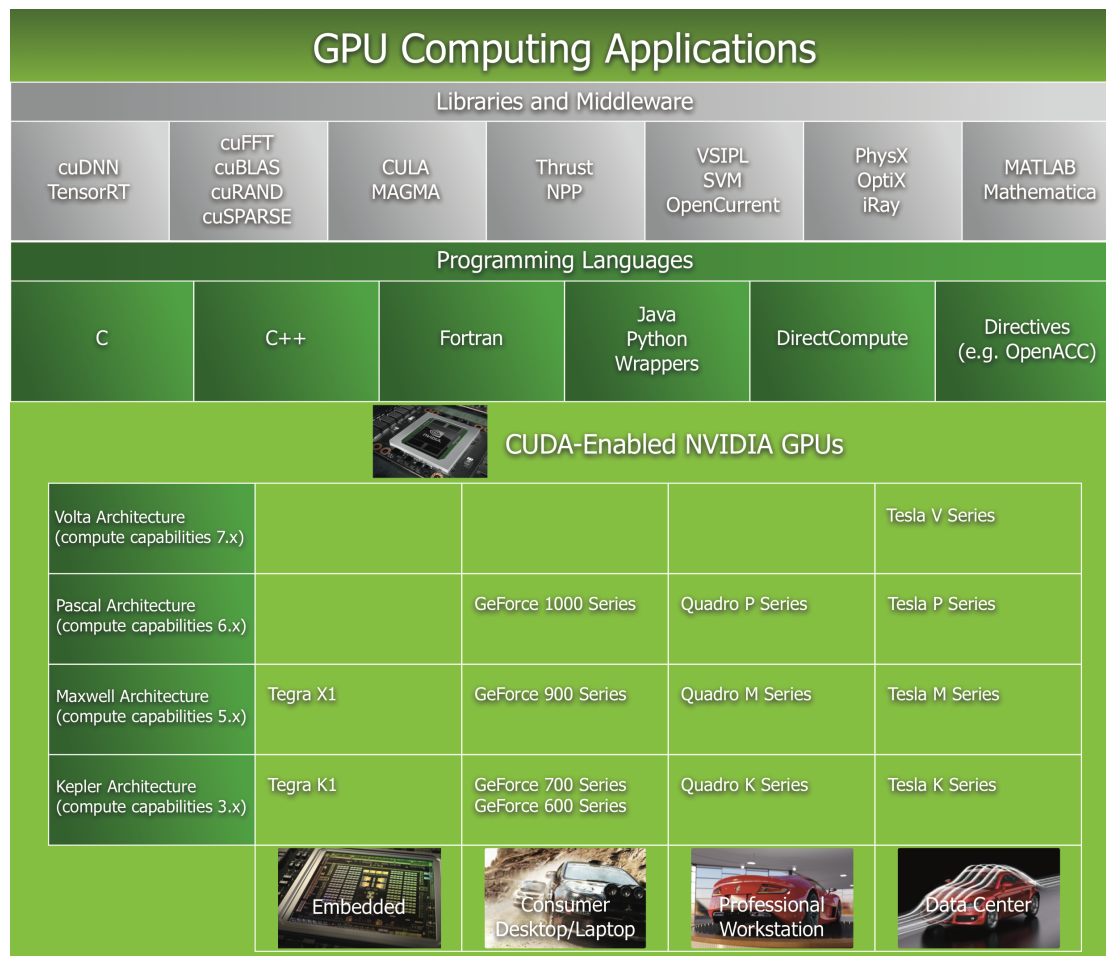 GPU Computing Applications
Libraries and Middleware
cuDNN
TensorRT
cuFFT
cuBLAS
cuRAND
cuSPARSE
CULA
MAGMA
Thrust
NPP
VSIPL
SVM
OpenCurrent
PhysX
OptiX
iRay
MATLAB
Mathematica
Programming Languages
C
C++
Fortran
Java
Python
Wrappers
DirectCompute
Directives
(e.g. OpenACC)
NVIDIA
CUDA-Enabled NVIDIA GPUs
Volta Architecture
(compute capabilities 7.x)
Tesla V Series
Pascal Architecture
(compute capabilities 6.x)
GeForce 1000 Series
Quadro P Series
Tesla P Series
Maxwell Architecture
(compute capabilities 5.x)
Tegra X1
GeForce 900 Series
Quadro M Series
Tesla M Series
Kepler Architecture
(compute capabilities 3.x)
Tegra K1
GeForce 700 Series
GeForce 600 Series
Quadro K Series
Tesla K Series
Embedded
Consumer
Desktop/Laptop
Professional
Workstation
Data Center